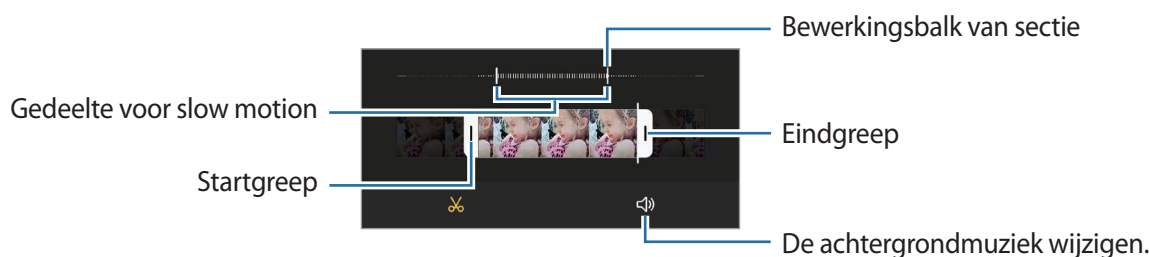 Bewerkingsbalk van sectie
Gedeelte voor slow motion
Eindgreep
Startgreep
De achtergrondmuziek wijzigen.